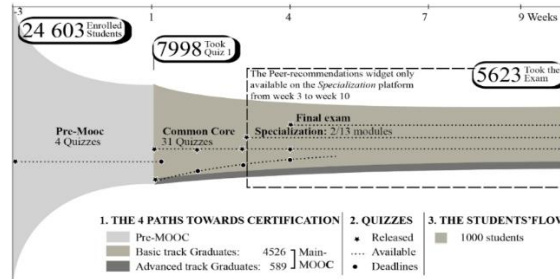 -3 1 4 7 9 Weeks
24 603 Enrolled Students
7998 Took Quiz 1
5623 Took the Exam
The Peer-recommendations widget only
available on the Specialization platform
from week 3 to week 10
Final exam
Pre-Mooc
4 Quizzes
Common Core
31 Quizzes
Specialization: 2/13 modules
1. THE 4 PATHS TOWARDS CERTIFICATION
Pre-MOOC
Basic track Graduates: 4526
Advanced track Graduates: 589
Main-
MOOC
2. QUIZZES
Released
Available
Deadlines
3. THE STUDENTS'FLOW
1000 students